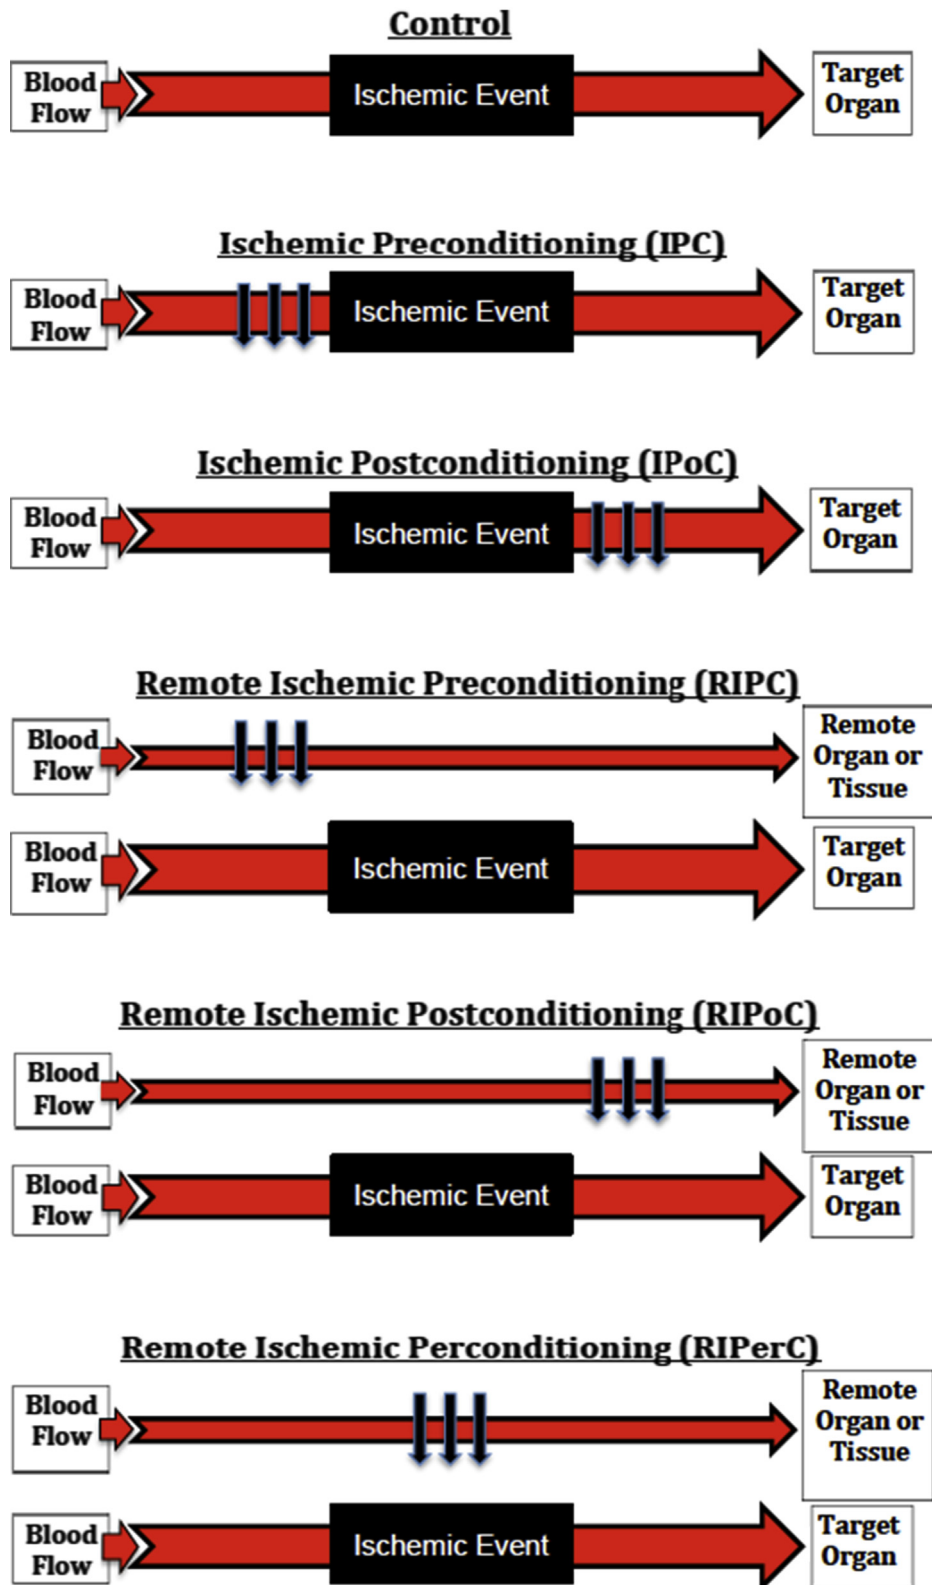 Control
Blood
Flow
Ischemic Event
Target
Organ
Ischemic Preconditioning (IPC)
Blood
Flow
Ischemic Event
Target
Organ
Ischemic Postconditioning (IPoC)
Blood
Flow
Ischemic Event
Target
Organ
Remote Ischemic Preconditioning (RIPC)
Blood
Flow
Remote
Organ or
Tissue
Blood
Flow
Ischemic Event
Target
Organ
Remote Ischemic Postconditioning (RIPoC)
Blood
Flow
Remote
Organ or
Tissue
Blood
Flow
Ischemic Event
Target
Organ
Remote Ischemic Perconditioning (RIPerC)
Blood
Flow
Remote
Organ or
Tissue
Blood
Flow
Ischemic Event
Target
Organ